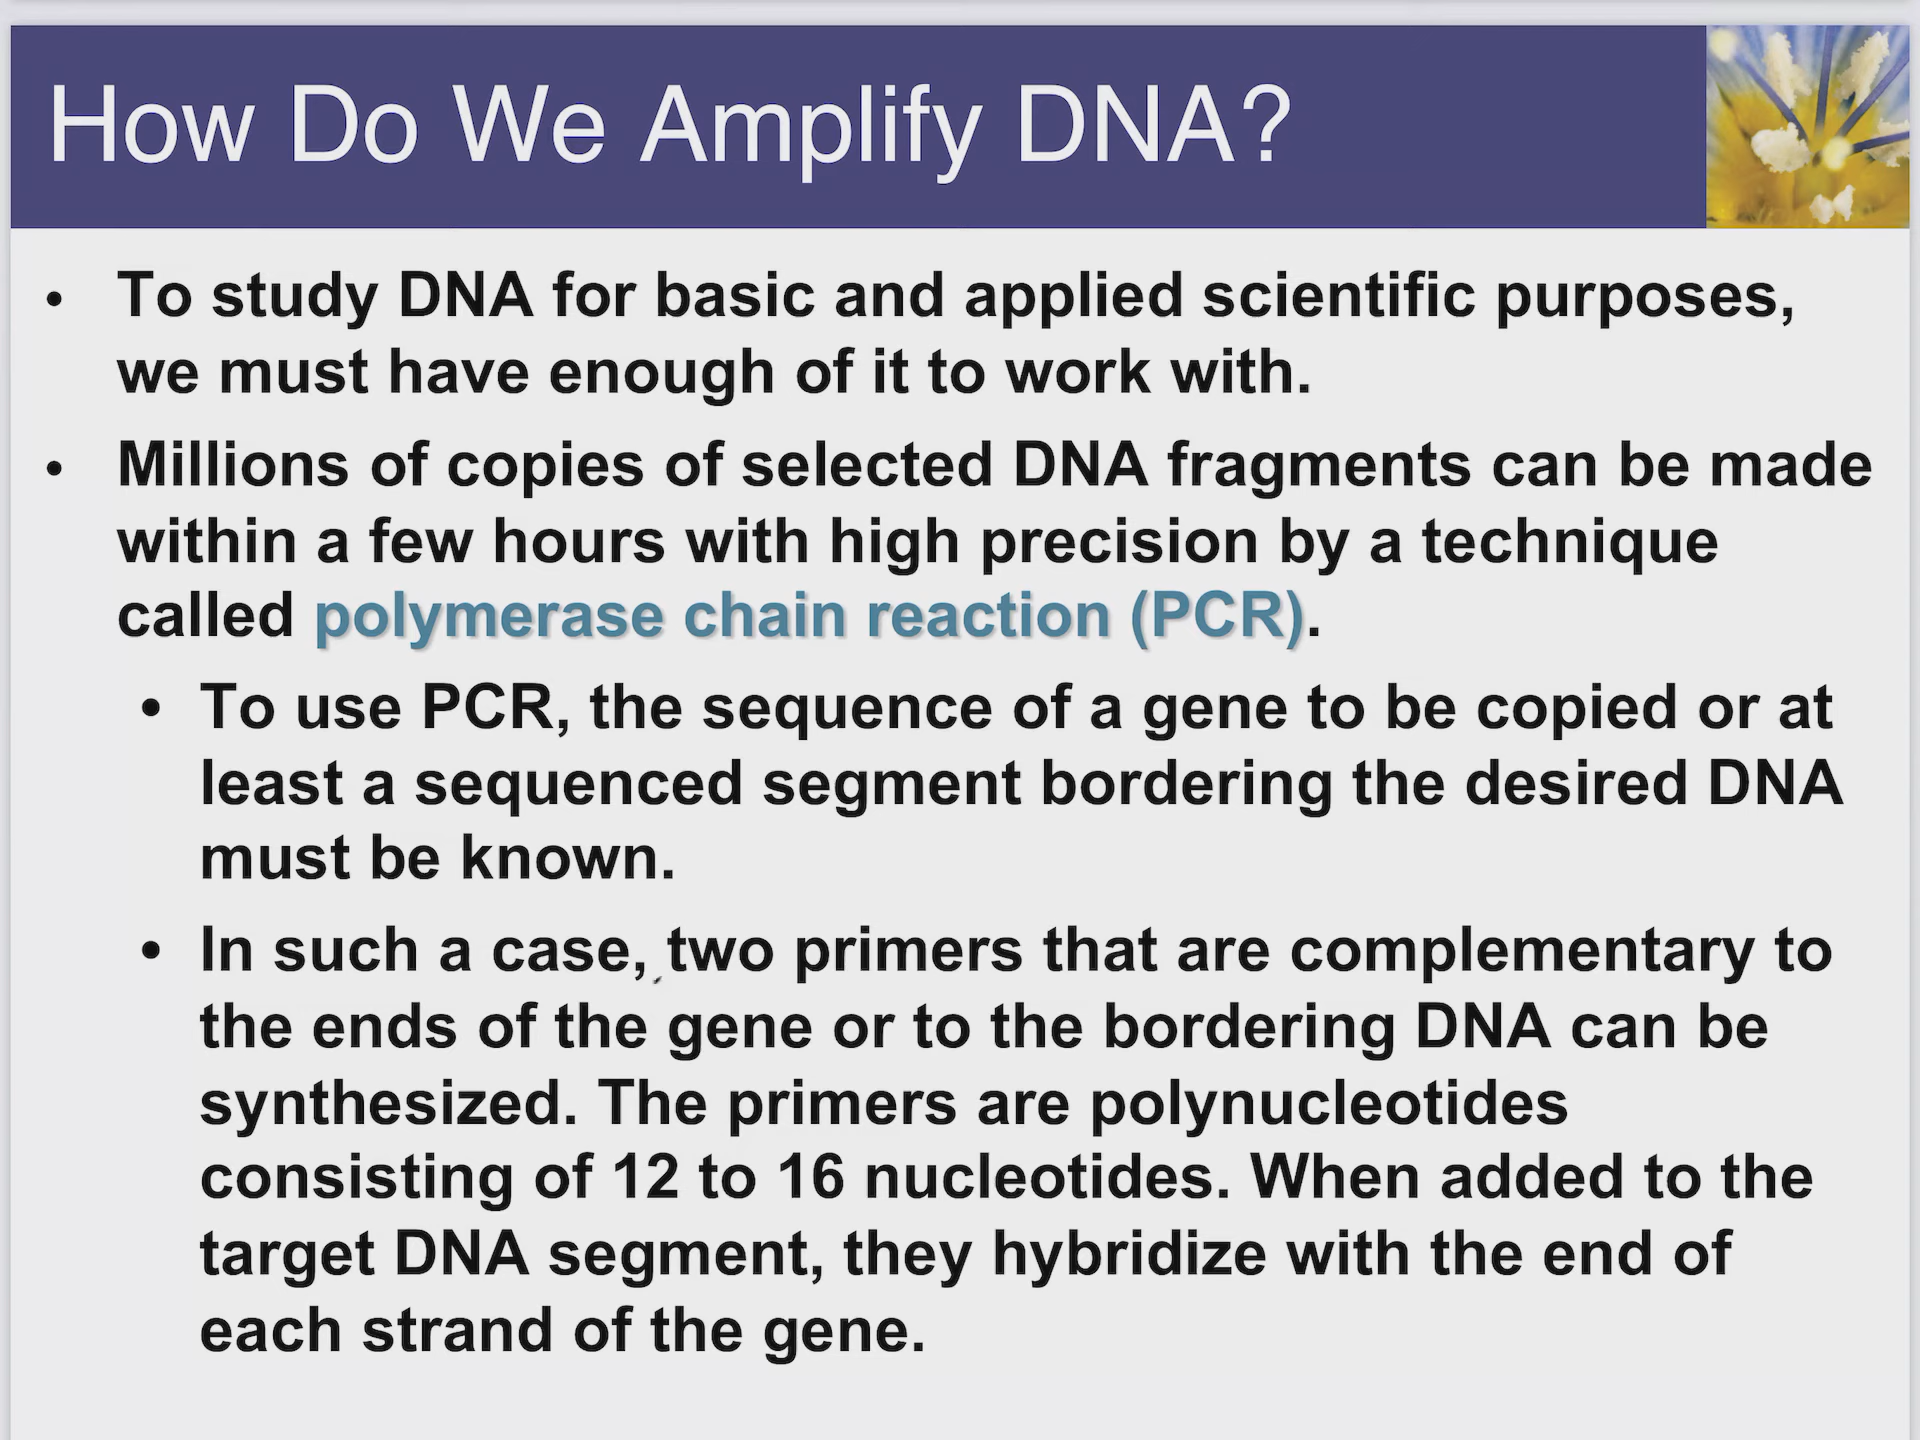 How Do We Amplify DNA?
• To study DNA for basic and applied scientific purposes,
we must have enough of it to work with.
• Millions of copies of selected DNA fragments can be made
within a few hours with high precision by a technique
called polymerase chain reaction (PCR).
• To use PCR, the sequence of a gene to be copied or at
least a sequenced segment bordering the desired DNA
must be known.
• In such a case, two primers that are complementary to
the ends of the gene or to the bordering DNA can be
synthesized. The primers are polynucleotides
consisting of 12 to 16 nucleotides. When added to the
target DNA segment, they hybridize with the end of
each strand of the gene.